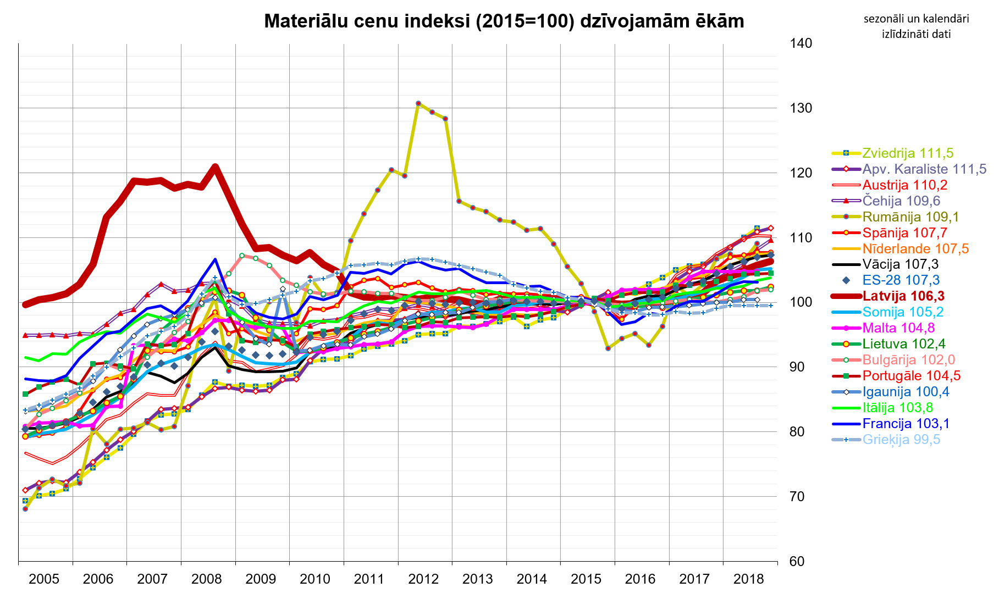 Materiālu cenu indeksi (2015=100) dzīvojamām ēkām
sezonāli un kalendāri
izlīdzināti dati
140
130
120
110
100
90
80
70
60
2005 2006 2007 2008 2009 2010 2011 2012 2013 2014 2015 2016 2017 2018
Zviedrija 111,5
Apv. Karaliste 111,5
Austrija 110,2
Čehija 109,6
Rumānija 109,1
Spānija 107,7
Nīderlande 107,5
Vācija 107,3
ES-28 107,3
Latvija 106,3
Somija 105,2
Malta 104,8
Lietuva 102,4
Bulgārija 102,0
Portugāle 104,5
Igaunija 100,4
Itālija 103,8
Francija 103,1
Grieķija 99,5